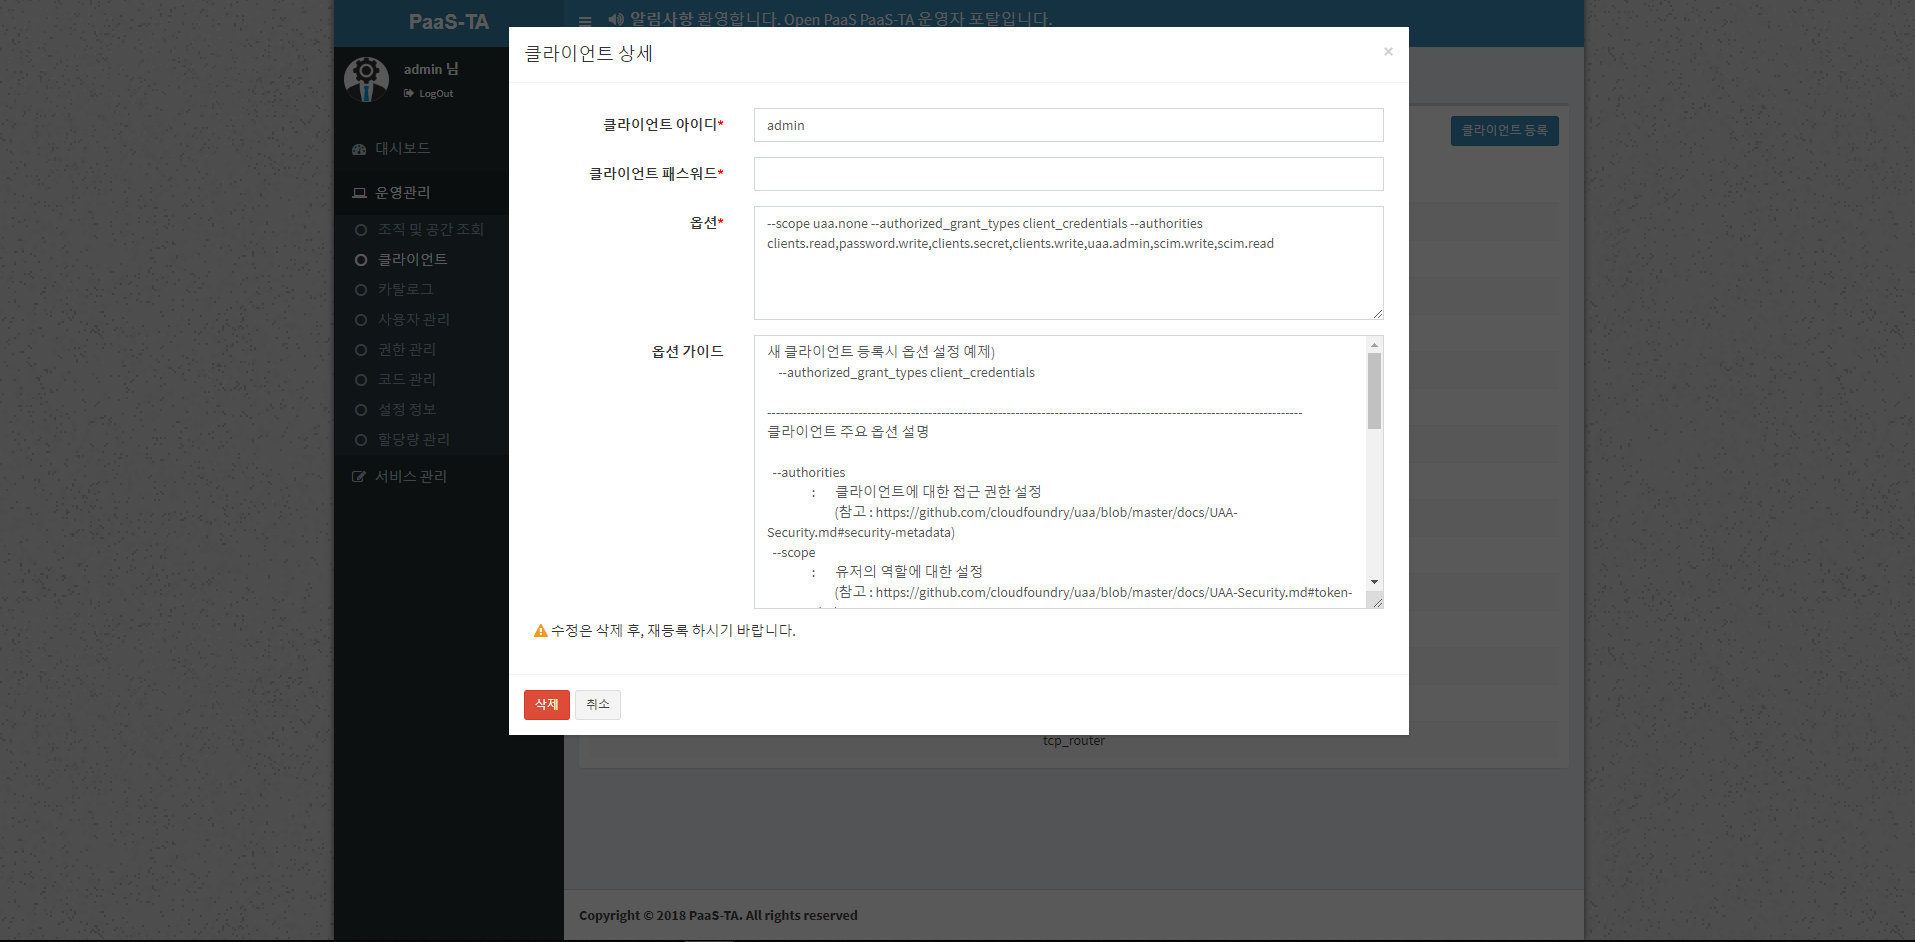 PaaS-TA
알림사항 환영합니다. Open PaaS PaaS-TA 운영자 포탈입니다.
admin 님
LogOut
대시보드
운영관리
조직 및 공간 조회
클라이언트
카탈로그
사용자 관리
권한 관리
코드 관리
설정 정보
할당량 관리
서비스 관리
클라이언트 등록
클라이언트 상세
×
클라이언트 아이디*
admin
클라이언트 패스워드*
옵션*
--scope uaa.none --authorized_grant_types client_credentials --authorities
clients.read,password.write,clients.secret,clients.write,uaa.admin,scim.write,scim.read
옵션 가이드
새 클라이언트 등록시 옵션 설정 예제)
--authorized_grant_types client_credentials
--------------------------------------------------------------------------------------------------------------------------
클라이언트 주요 옵션 설명
--authorities
: 클라이언트에 대한 접근 권한 설정
(참고 : https://github.com/cloudfoundry/uaa/blob/master/docs/UAA-
Security.md#security-metadata)
--scope
: 유저의 역할에 대한 설정
(참고 : https://github.com/cloudfoundry/uaa/blob/master/docs/UAA-Security.md#token-
수정은 삭제 후, 재등록 하시기 바랍니다.
삭제 취소
tcp_router
Copyright © 2018 PaaS-TA. All rights reserved